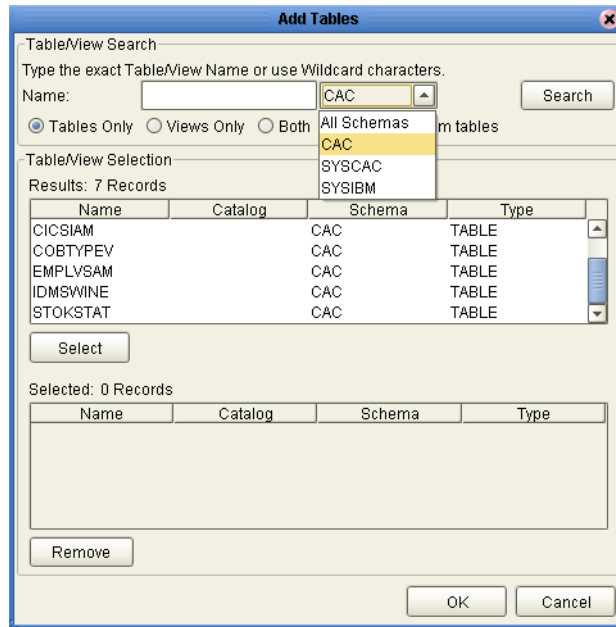 Add Tables
Table/View Search
Type the exact Table/View Name or use Wildcard characters.
Name: CAC Search
Tables Only Views Only Both m tables
All Schemas
CAC
SYSCAC
SYSIBM
Table/View Selection
Results: 7 Records
Name Catalog Schema Type
CICSIAM CAC TABLE
COBTYPEV CAC TABLE
EMPLVSAM CAC TABLE
IDMSWINE CAC TABLE
STOKSTAT CAC TABLE
Select
Selected: 0 Records
Name Catalog Schema Type
Remove
OK Cancel